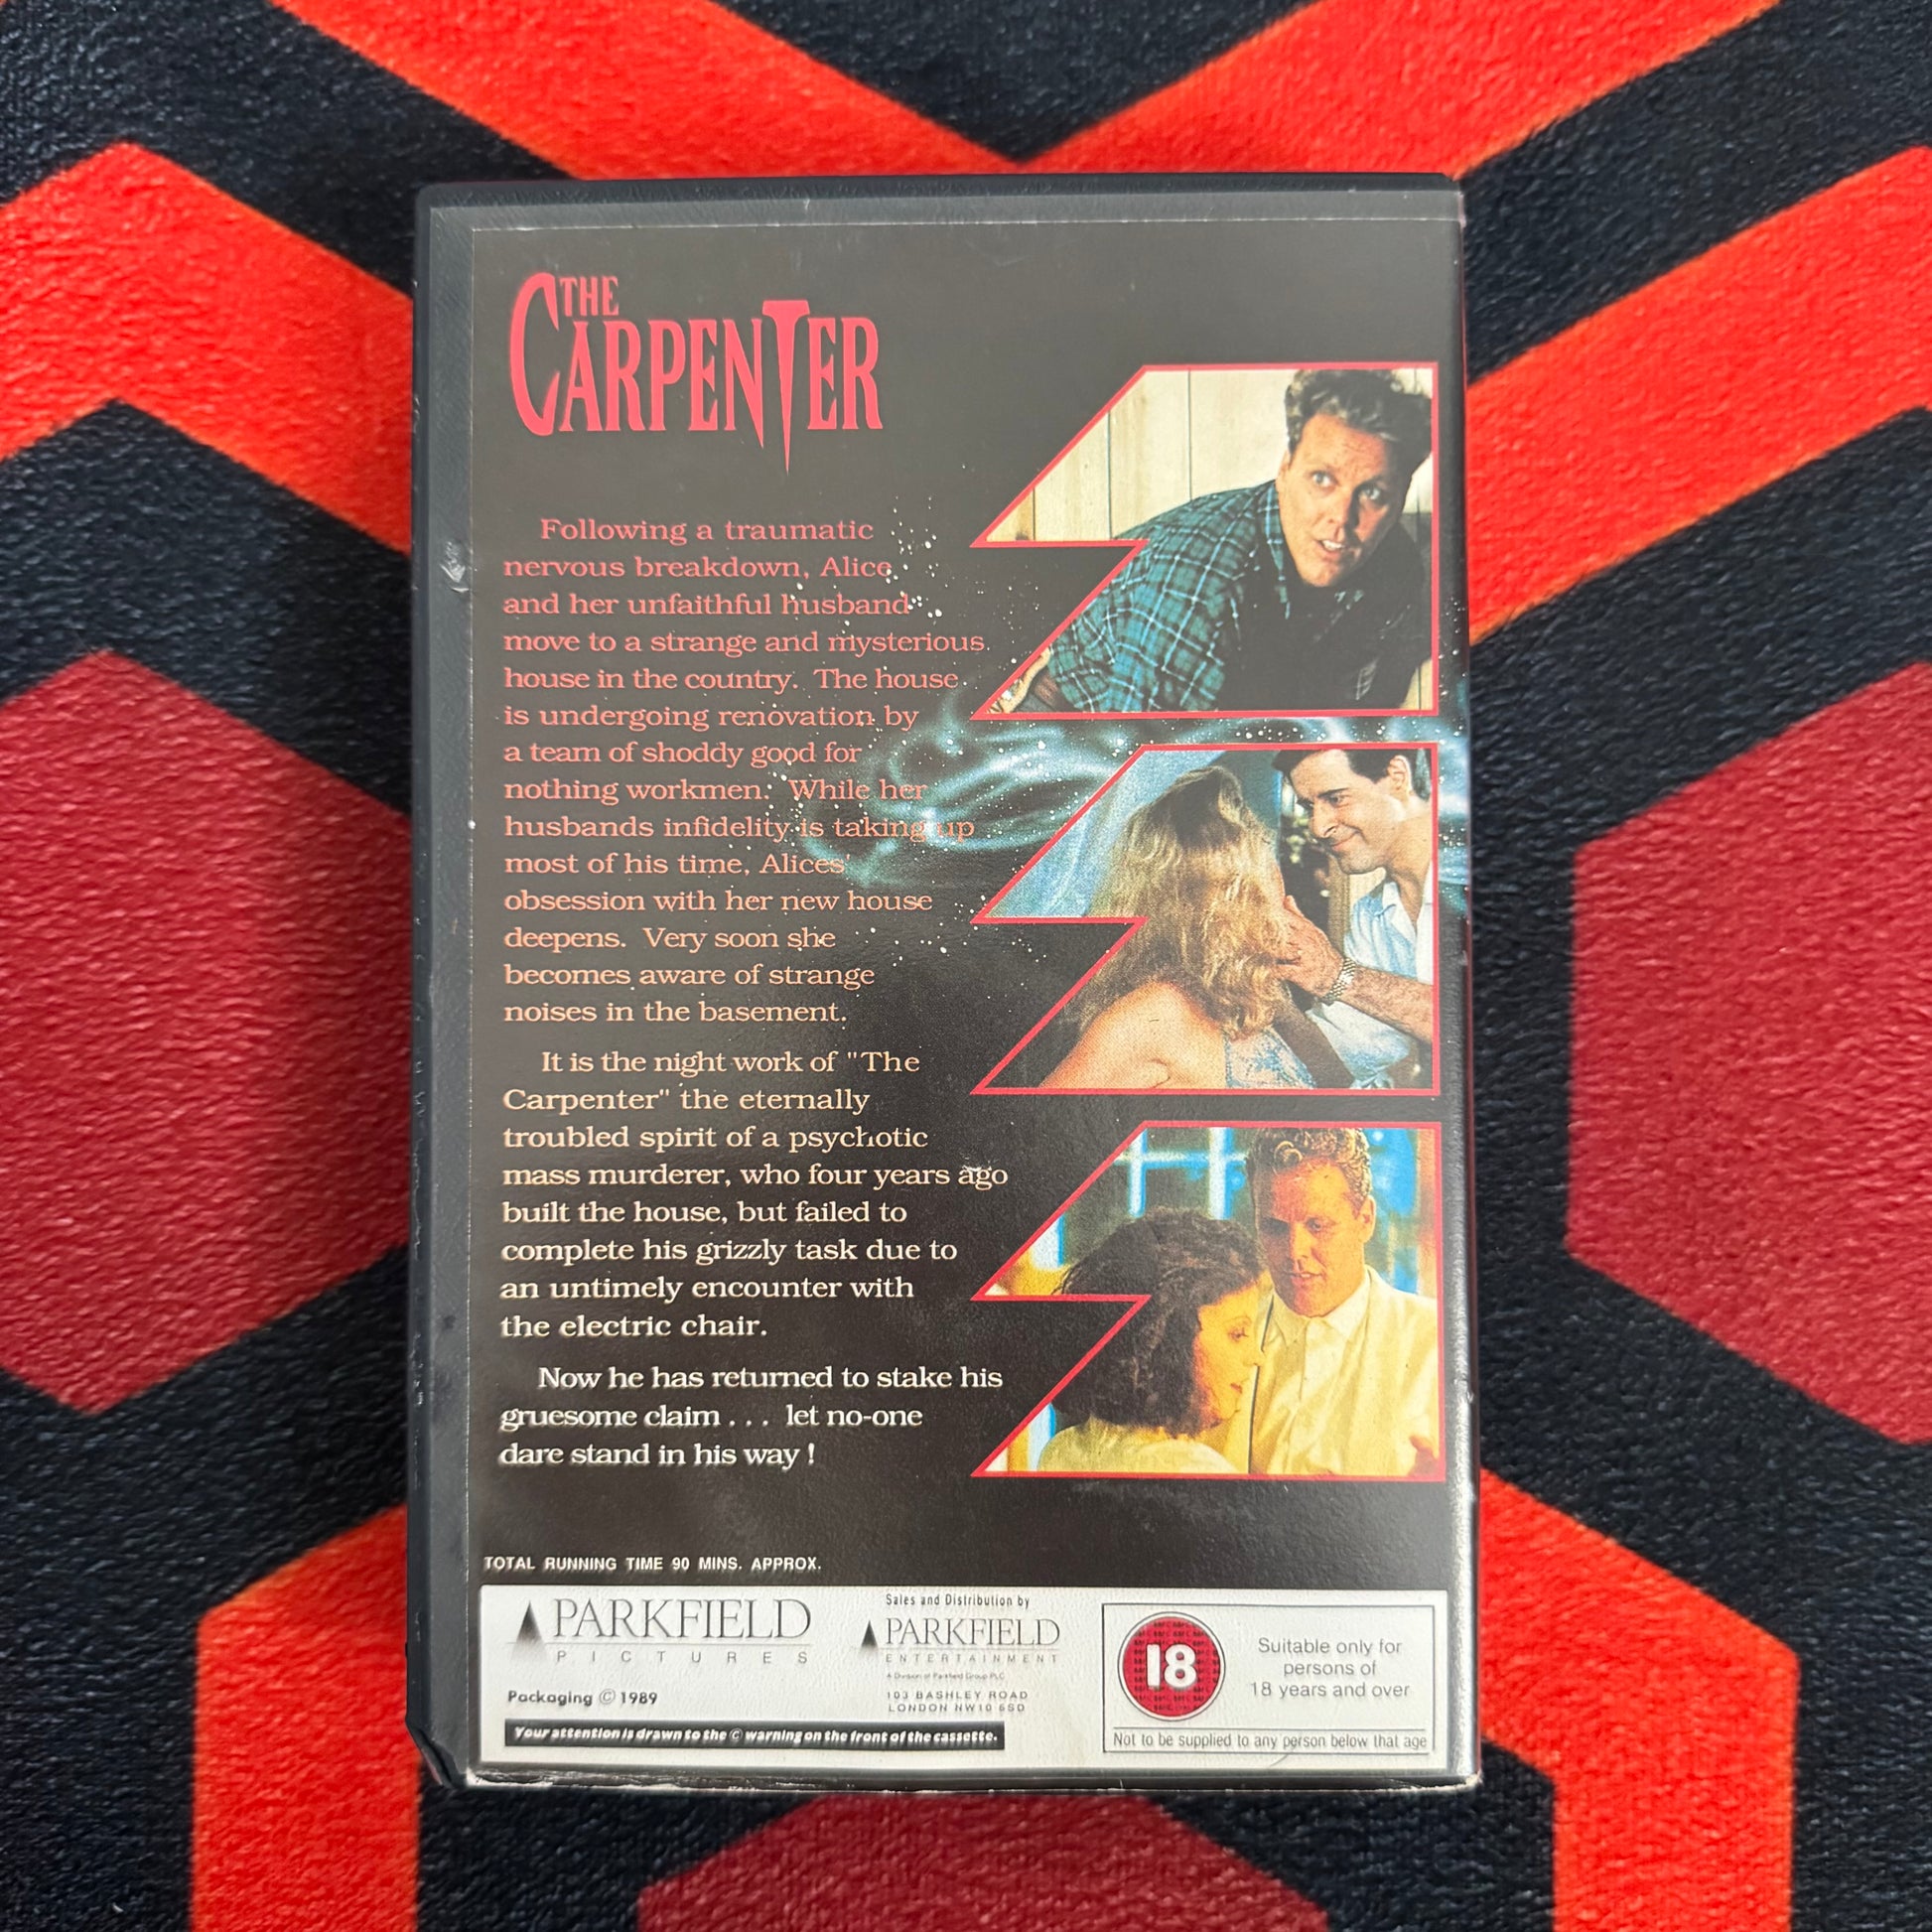 THE
CARPENTER
Following a traumatic
nervous breakdown, Alice
and her unfaithful husband
move to a strange and mysterious
house in the country. The house
is undergoing renovation by
a team of shoddy good for
nothing workmen. While her
husbands infidelity is taking up
most of his time, Alices'
obsession with her new house
deepens. Very soon she
becomes aware of strange
noises in the basement.
It is the night work of "The
Carpenter" the eternally
troubled spirit of a psychotic
mass murderer, who four years ago
built the house, but failed to
complete his grizzly task due to
an untimely encounter with
the electric chair.
Now he has returned to stake his
gruesome claim . . . let no-one
dare stand in his way !
TOTAL RUNNING TIME 90 MINS. APPROX.
PARKFIELD
PICTURES
Packaging © 1989
Sales and Distribution by
PARKFIELD
ENTERTAINMENT
A Division of Parkfield Group PLC
103 BASHLEY ROAD
LONDON NW10 6SD
Your attention is drawn to the © warning on the front of the cassette.
18
Suitable only for
persons of
18 years and over
Not to be supplied to any person below that age